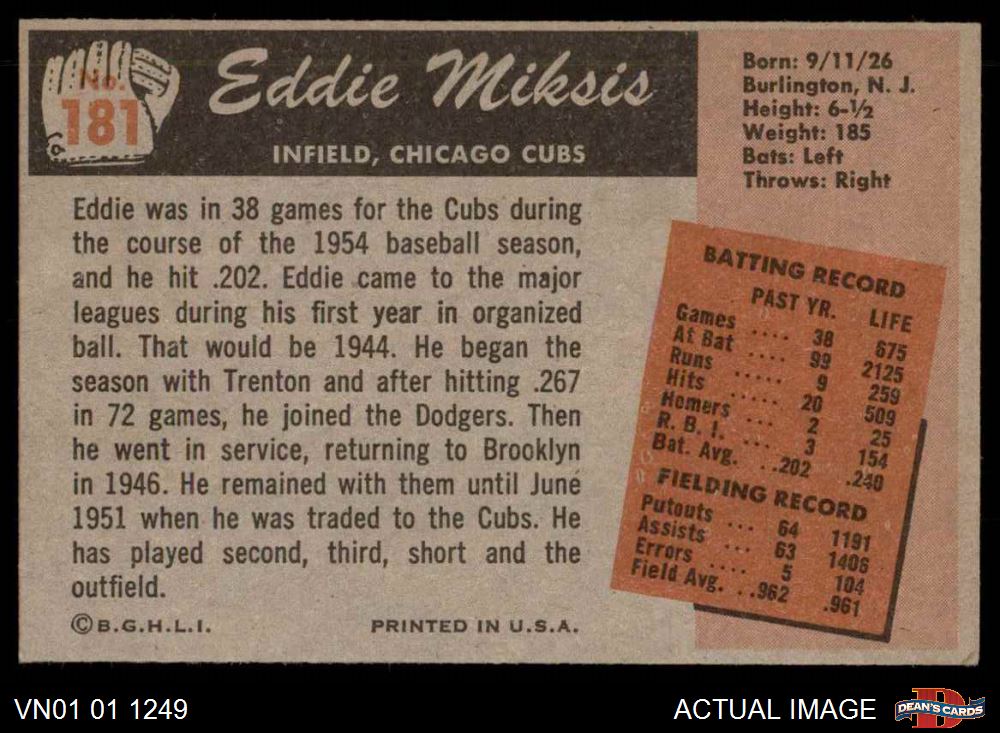 No.
181
Eddie Miksis
INFIELD, CHICAGO CUBS
Born: 9/11/26
Burlington, N. J.
Height: 6-½
Weight: 185
Bats: Left
Throws: Right
Eddie was in 38 games for the Cubs during
the course of the 1954 baseball season,
and he hit .202. Eddie came to the major
leagues during his first year in organized
ball. That would be 1944. He began the
season with Trenton and after hitting .267
in 72 games, he joined the Dodgers. Then
he went in service, returning to Brooklyn
in 1946. He remained with them until June
1951 when he was traded to the Cubs. He
has played second, third, short and the
outfield.
©B.G.H.L.I. PRINTED IN U.S.A.
BATTING RECORD
PAST YR. LIFE
Games .... 38 675
At Bat .... 99 2125
Runs ..... 9 259
Hits ..... 20 509
Homers ... 2 25
R. B. I. ... 3 154
Bat. Avg. ..202 .240
FIELDING RECORD
Putouts ... 64 1191
Assists ... 63 1406
Errors .... 5 104
Field Avg. ..962 .961
VN01 01 1249 ACTUAL IMAGE DEAN'S CARDS